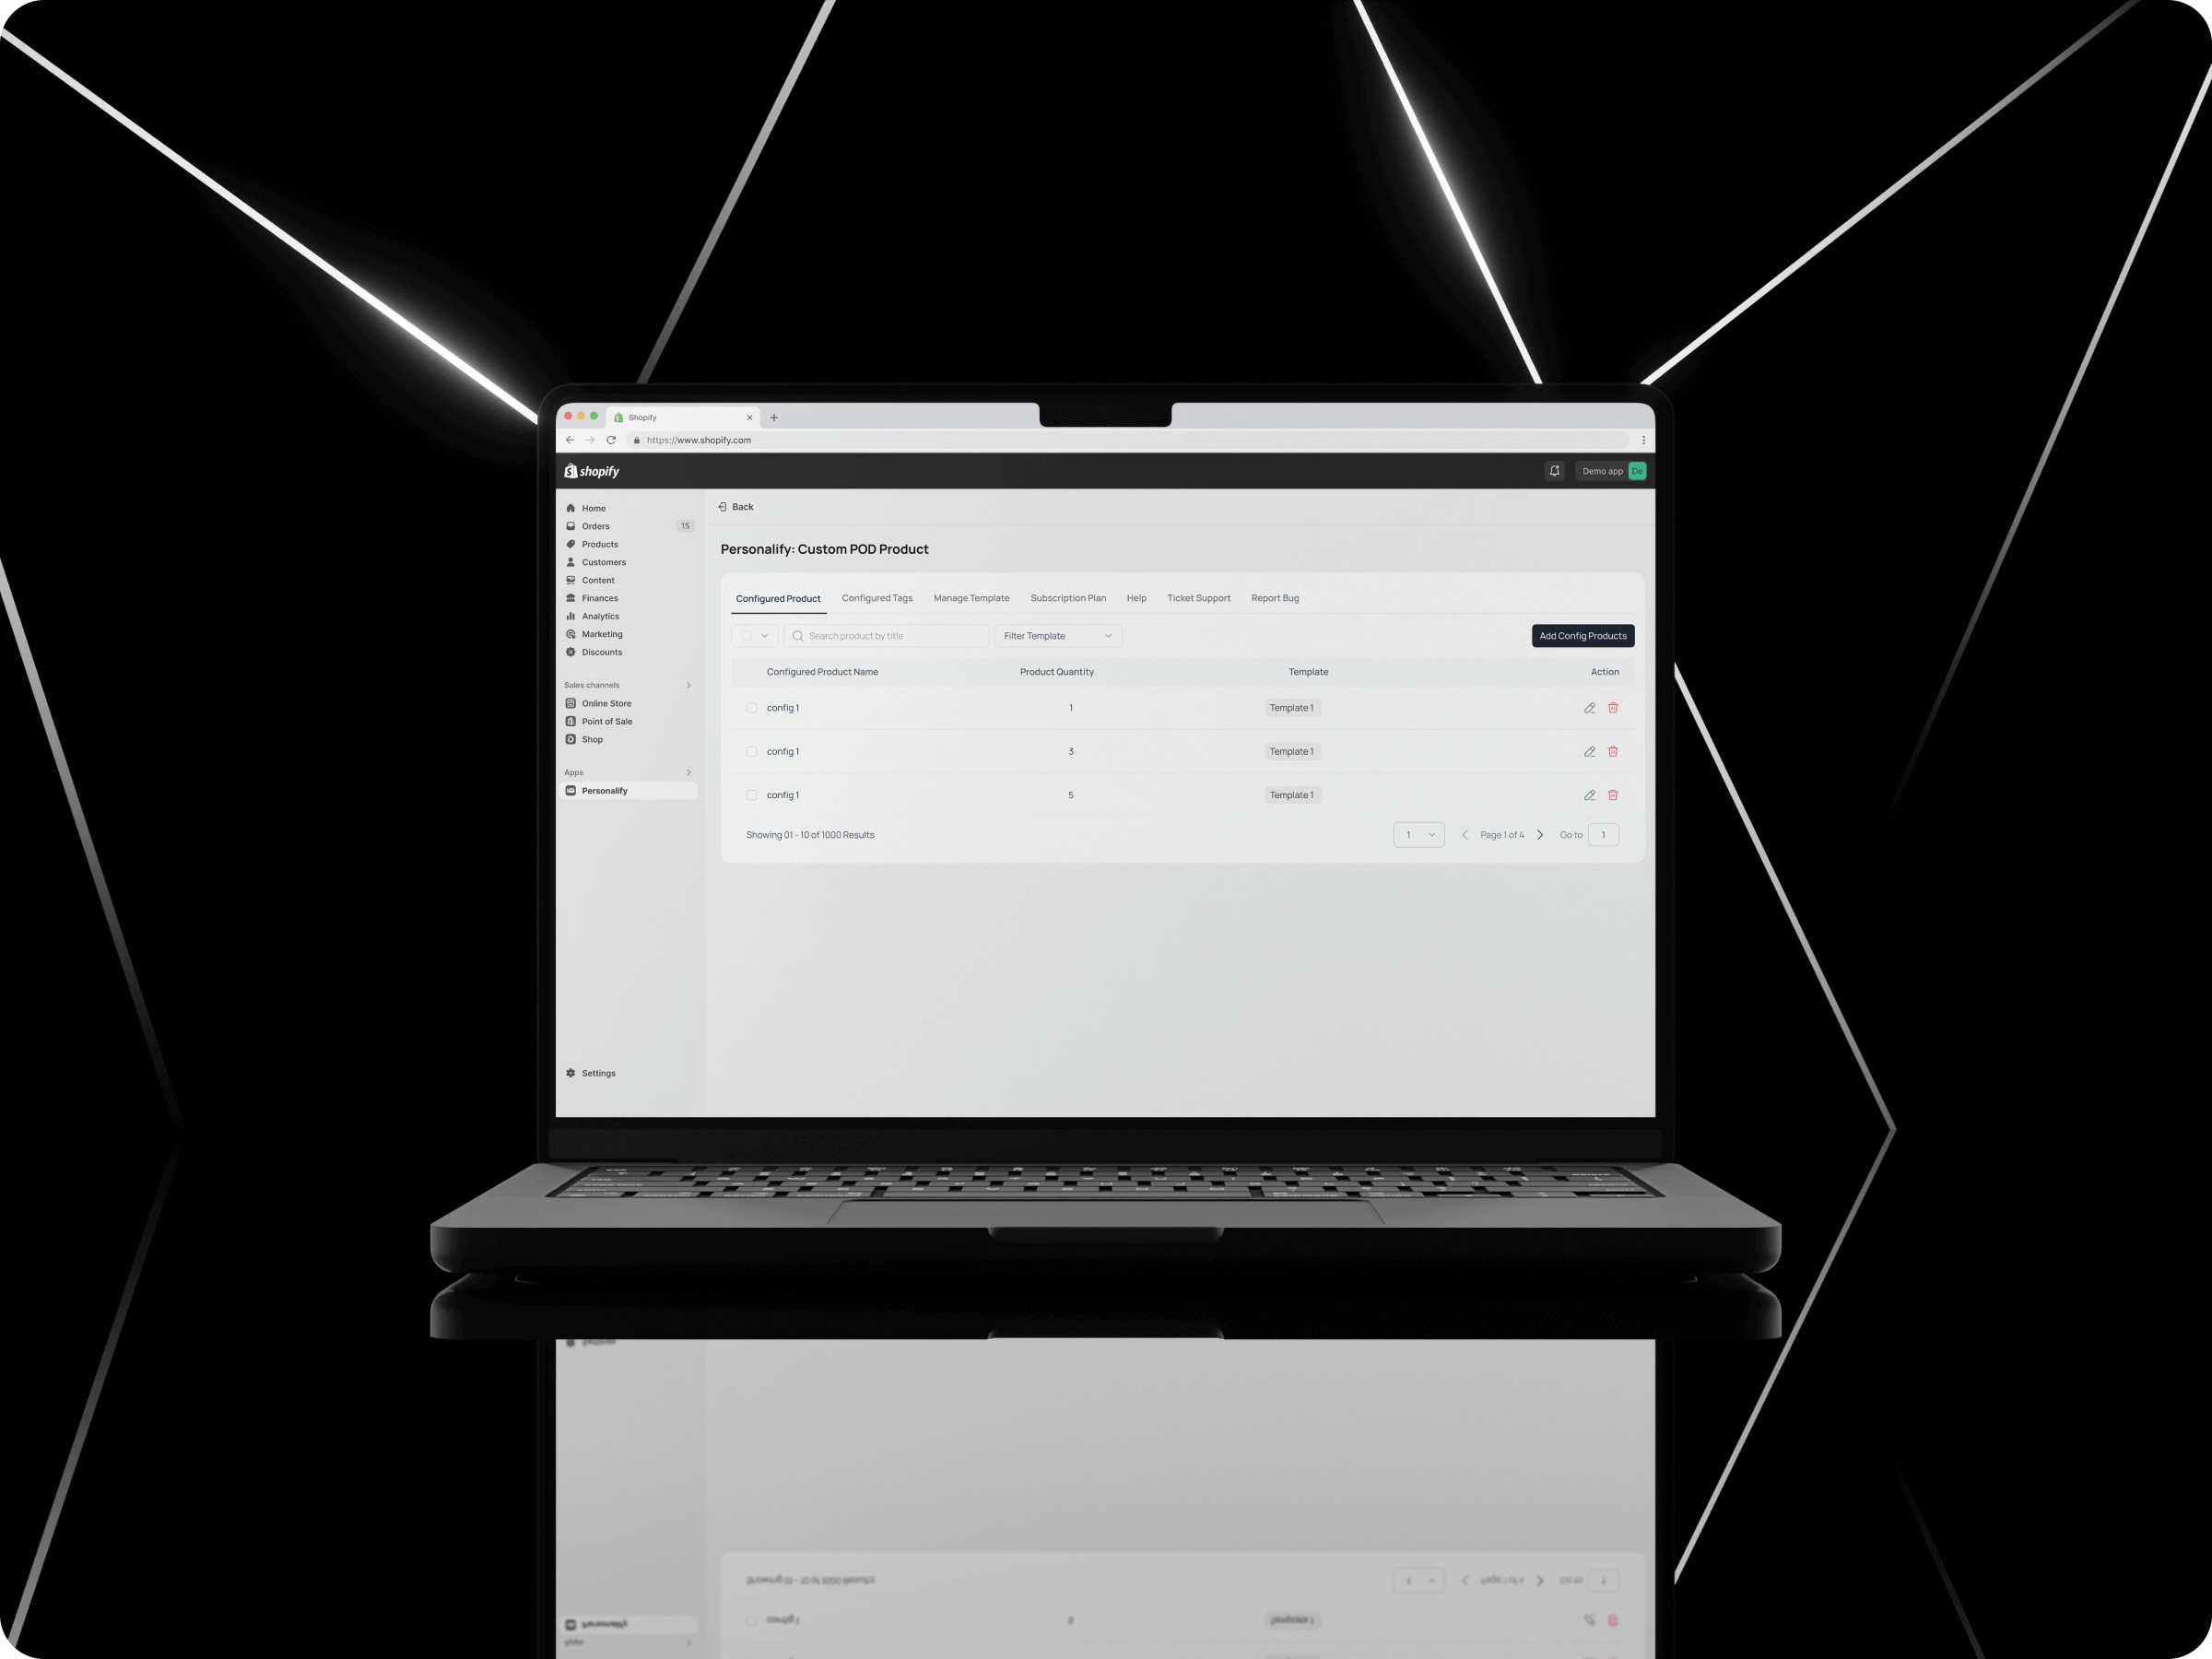 Shopify
https://www.shopify.com
shopify
Demo app De
Home
Orders 15
Products
Customers
Content
Finances
Analytics
Marketing
Discounts
Sales channels
Online Store
Point of Sale
Shop
Apps
Personalify
Settings
Back
Personalify: Custom POD Product
Configured Product Configured Tags Manage Template Subscription Plan Help Ticket Support Report Bug
Search product by title Filter Template Add Config Products
Configured Product Name Product Quantity Template Action
config 1 1 Template 1
config 1 3 Template 1
config 1 5 Template 1
Showing 01 - 10 of 1000 Results 1 Page 1 of 4 Go to 1